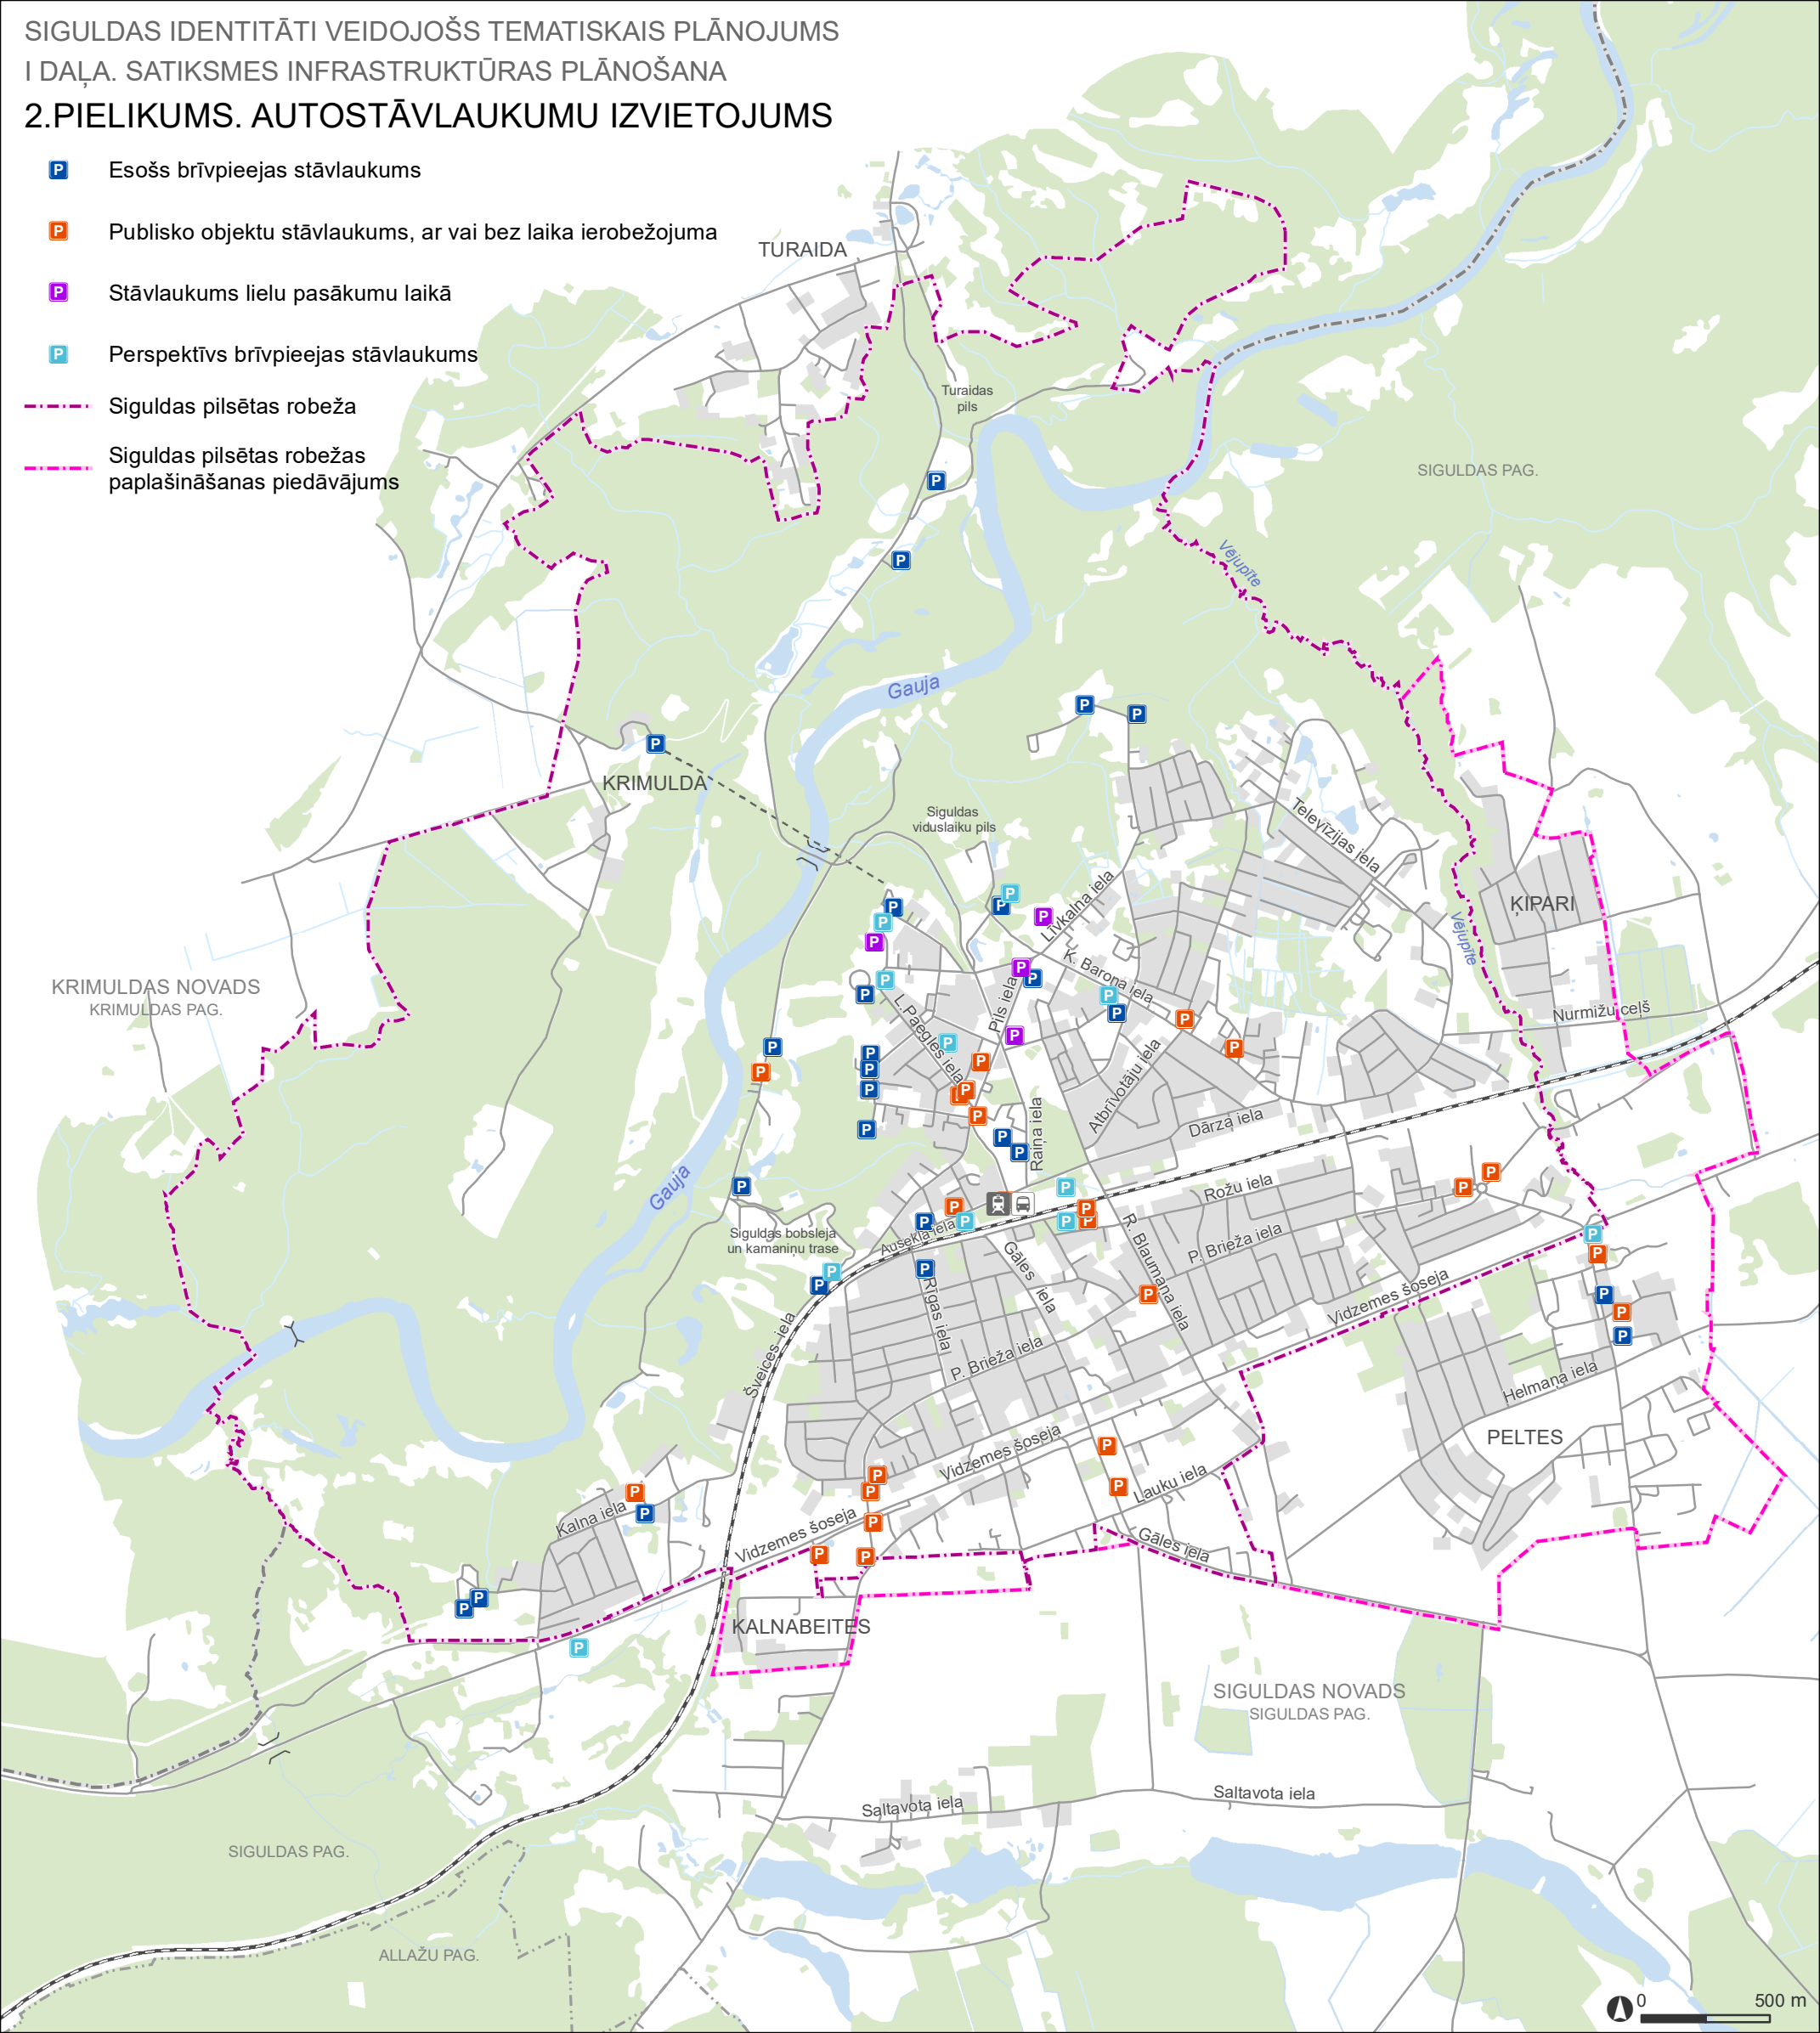 SIGULDAS IDENTITĀTI VEIDOJOŠS TEMATISKAIS PLĀNOJUMS
I DAĻA. SATIKSMES INFRASTRUKTŪRAS PLĀNOŠANA
2.PIELIKUMS. AUTOSTĀVLAUKUMU IZVIETOJUMS
P Esošs brīvpieejas stāvlaukums
P Publisko objektu stāvlaukums, ar vai bez laika ierobežojuma
P Stāvlaukums lielu pasākumu laikā
P Perspektīvs brīvpieejas stāvlaukums
Siguldas pilsētas robeža
Siguldas pilsētas robežas
paplašināšanas piedāvājums
TURAIDA
Turaidas
pils
SIGULDAS PAG.
Vējupīte
Gauja
KRIMULDA
Siguldas
viduslaiku pils
Televīzijas iela
Līvkalna iela
ĶIPARI
Vējupīte
K. Barona iela
KRIMULDAS NOVADS
KRIMULDAS PAG.
Pils iela
L.Paegles iela
Nurmižu ceļš
Atbrīvotāju iela
Raiņa iela
Dārza iela
Gauja
Rožu iela
Siguldas bobsleja
un kamaniņu trase
Ausekļa iela
Gāles iela
R. Blaumaņa iela
P. Brieža iela
Rīgas iela
Vidzemes šoseja
Šveices iela
P. Brieža iela
Helmaņa iela
PELTES
Vidzemes šoseja
Lauku iela
Kalna iela
Vidzemes šoseja
Gāles iela
KALNABEITES
SIGULDAS NOVADS
SIGULDAS PAG.
Saltavota iela
Saltavota iela
SIGULDAS PAG.
ALLAŽU PAG.
0 500 m